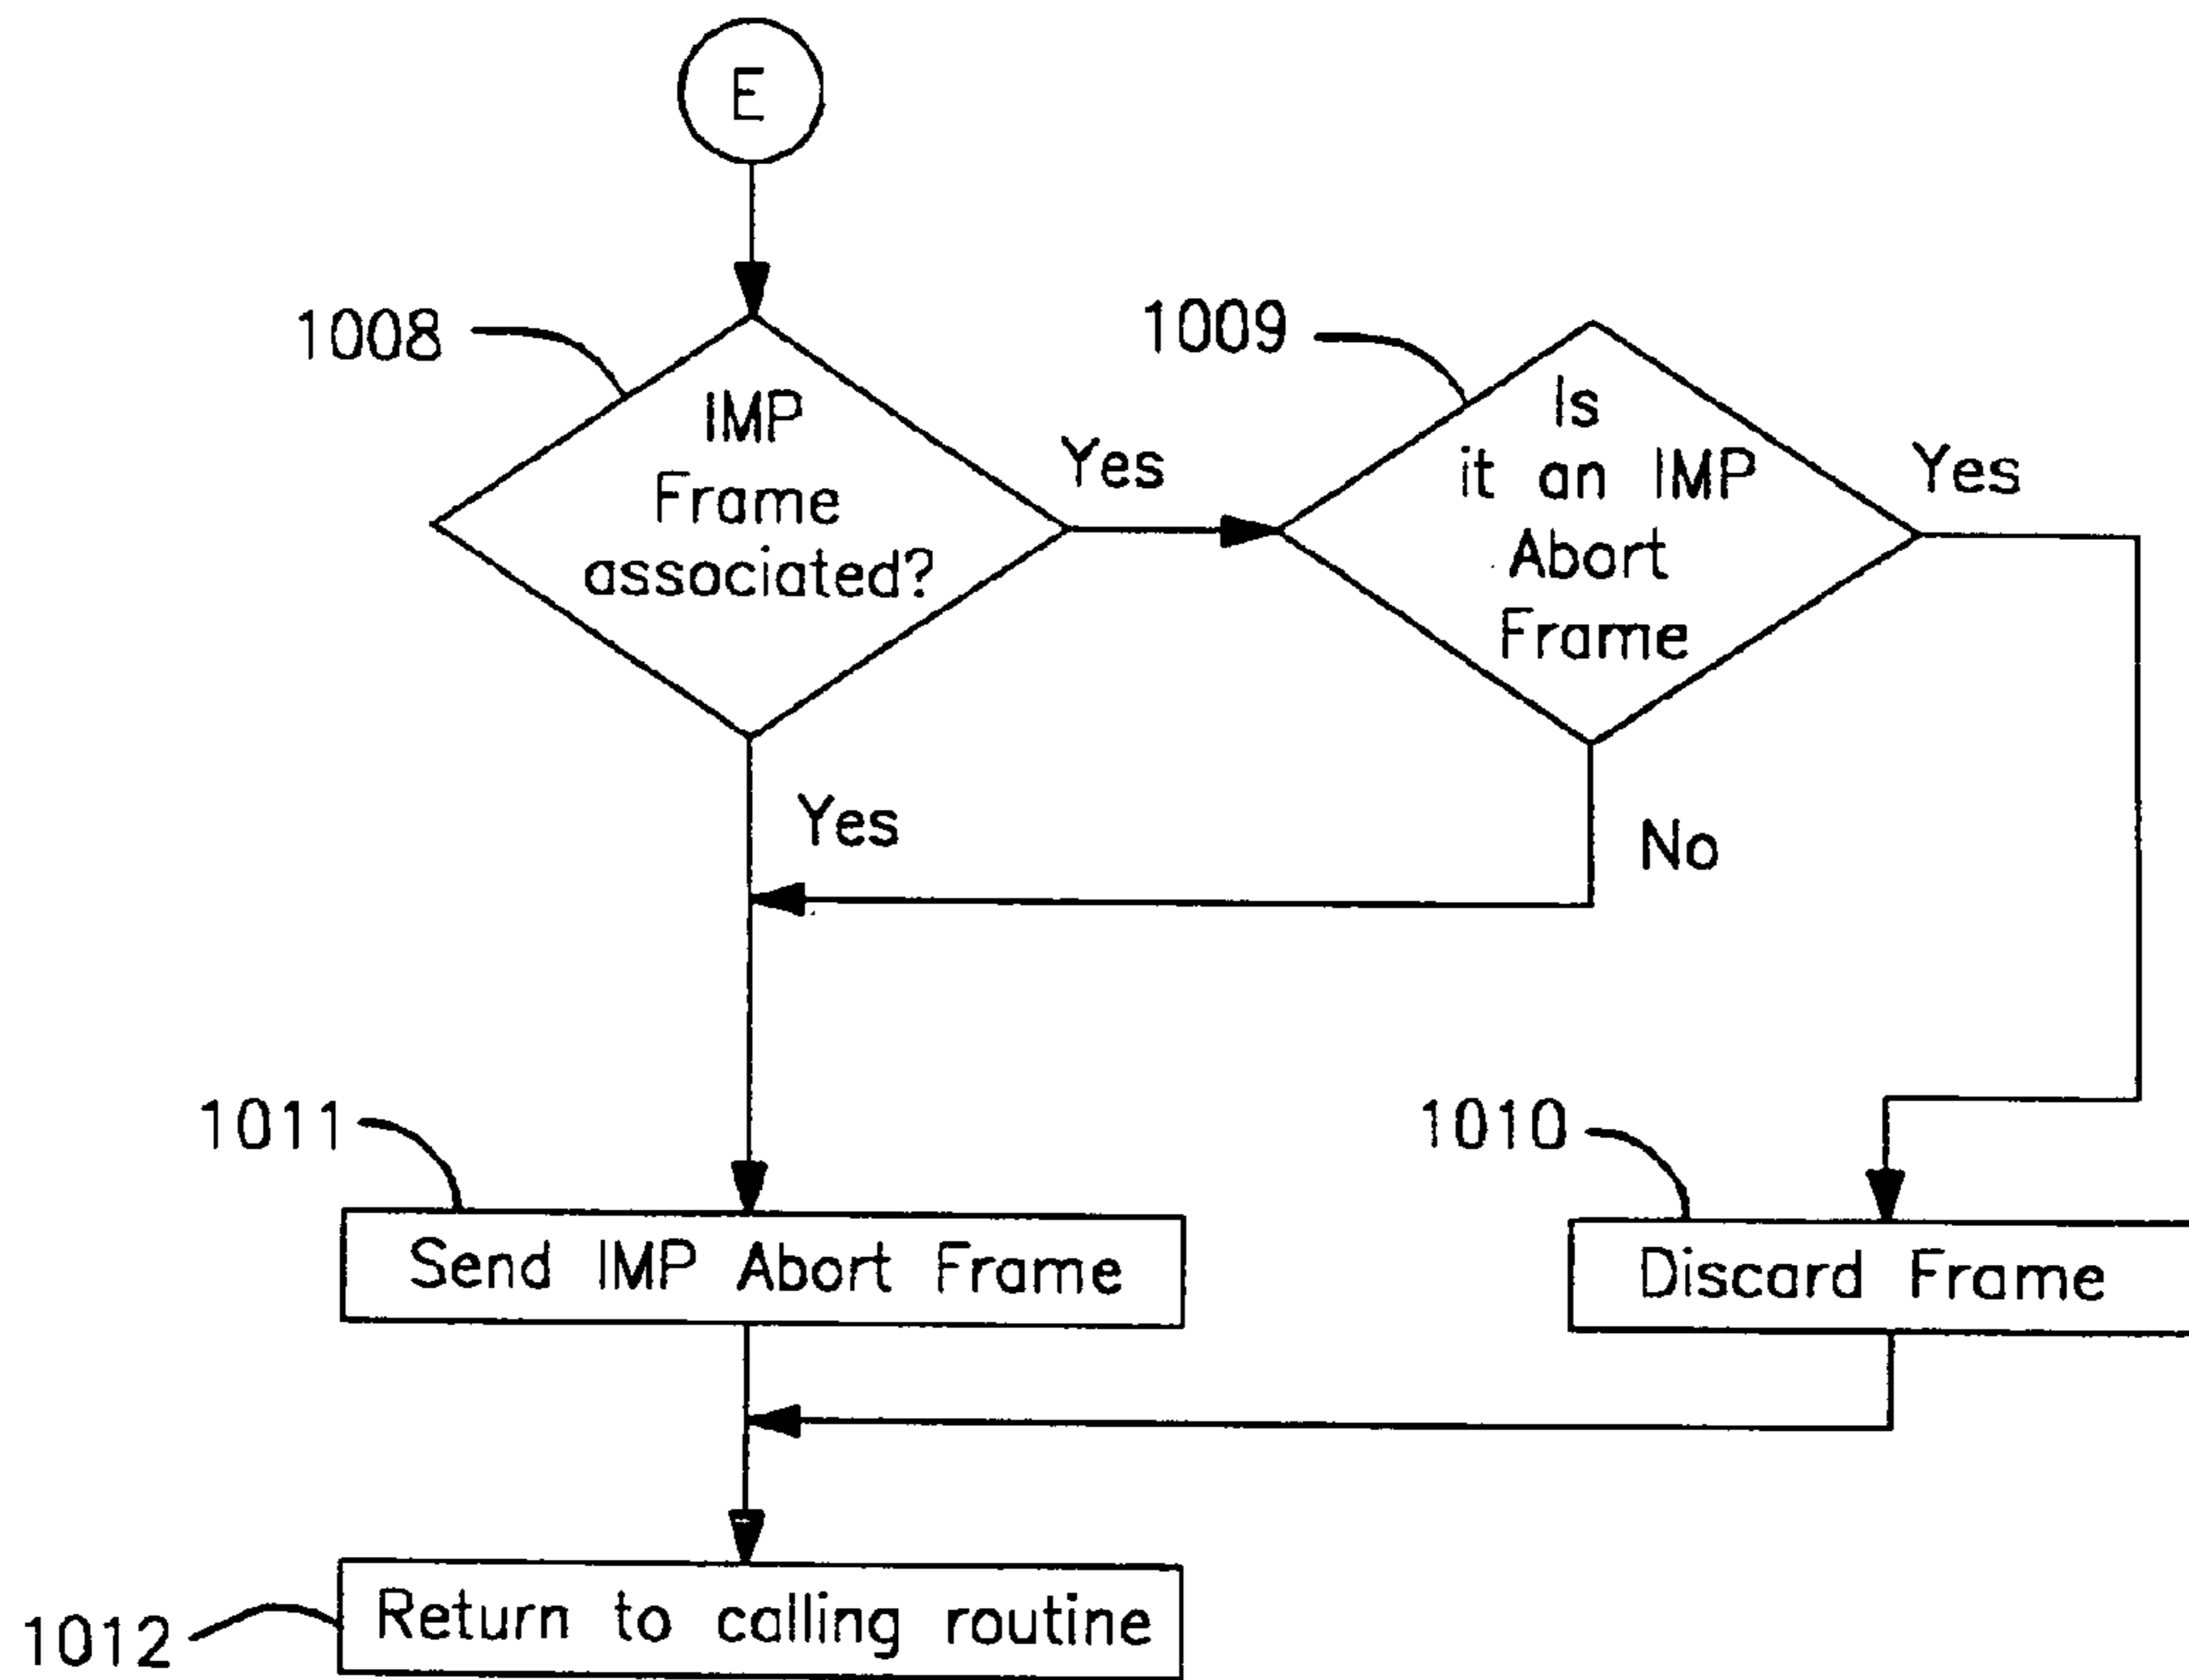 E
1008
IMP
Frame
associated?
Yes
1009
Is
it an IMP
Abort
Frame
Yes
Yes
No
1011
Send IMP Abort Frame
1010
Discard Frame
1012
Return to calling routine